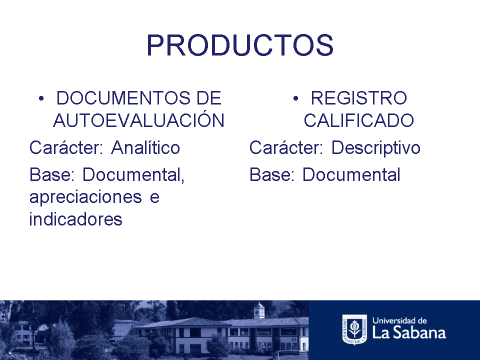 PRODUCTOS
• DOCUMENTOS DE
AUTOEVALUACIÓN
Carácter: Analítico
Base: Documental,
apreciaciones e
indicadores
• REGISTRO
CALIFICADO
Carácter: Descriptivo
Base: Documental
Universidad de
La Sabana